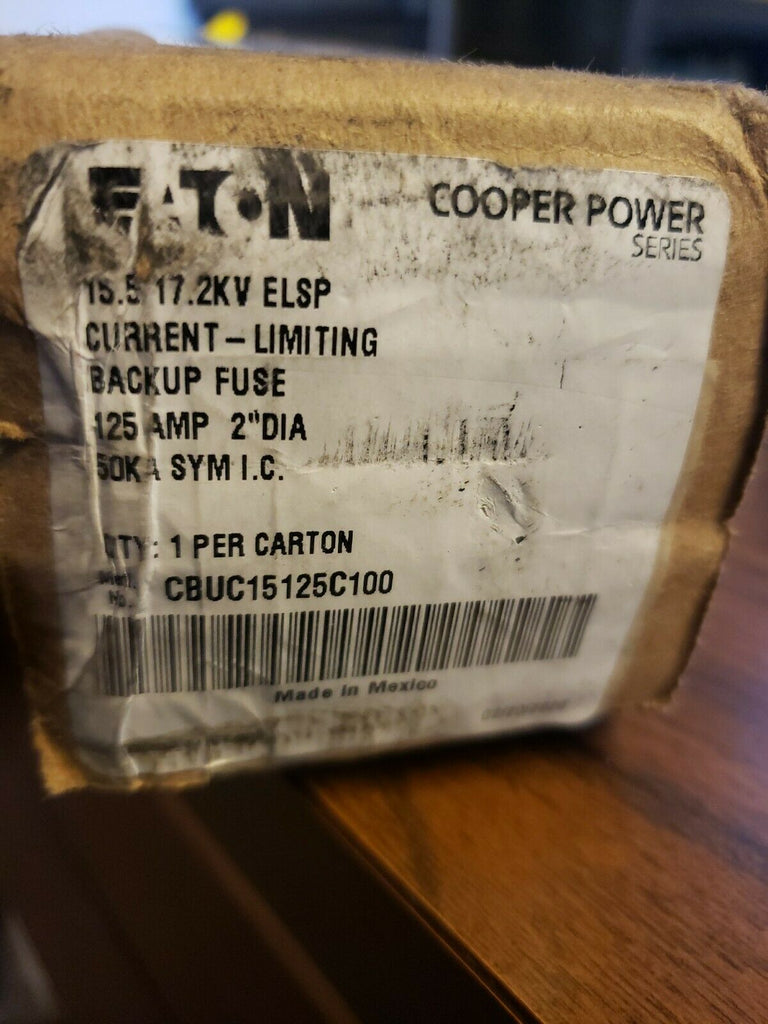 EATON
COOPER POWER
SERIES
15.5 17.2KV ELSP
CURRENT-LIMITING
BACKUP FUSE
125 AMP 2"DIA
50KA SYM I.C.
QTY: 1 PER CARTON
No. CBUC15125C100
Made in Mexico